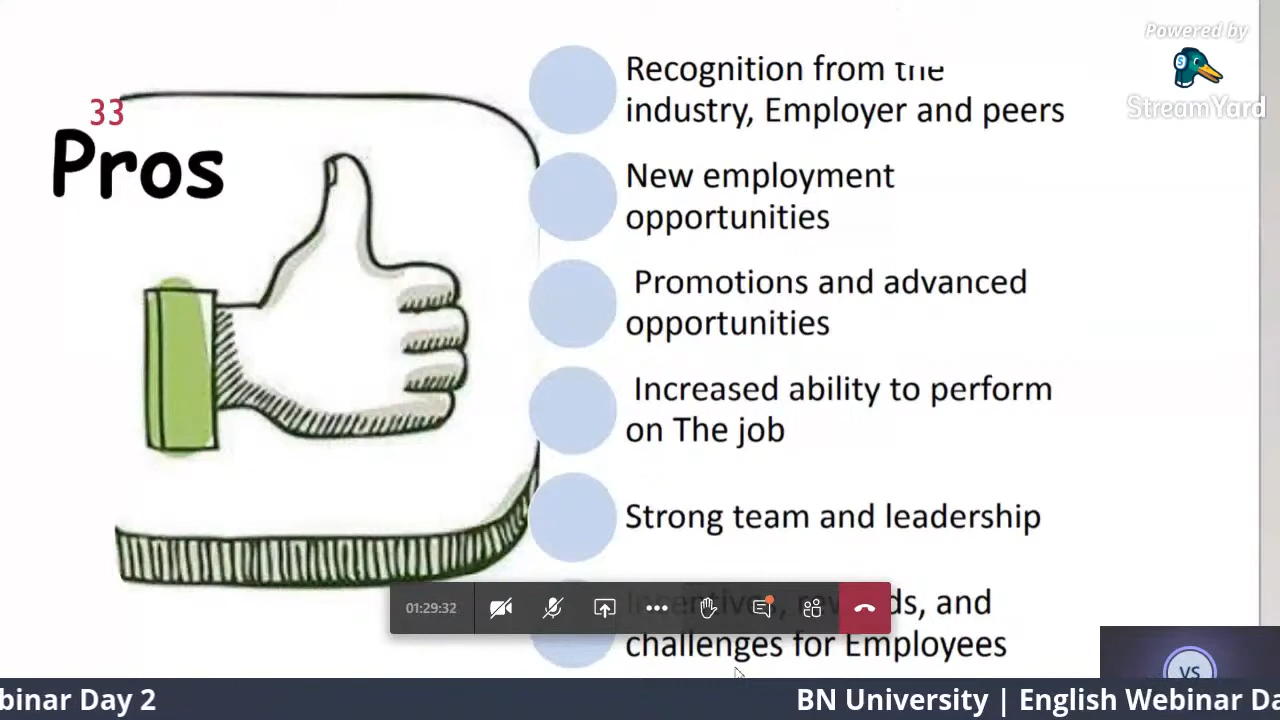 Powered by
StreamYard
33
Pros
Recognition from the
industry, Employer and peers
New employment
opportunities
Promotions and advanced
opportunities
Increased ability to perform
on The job
Strong team and leadership
and
challenges for Employees
01:29:32
VS
binar Day 2
BN University | English Webinar Da